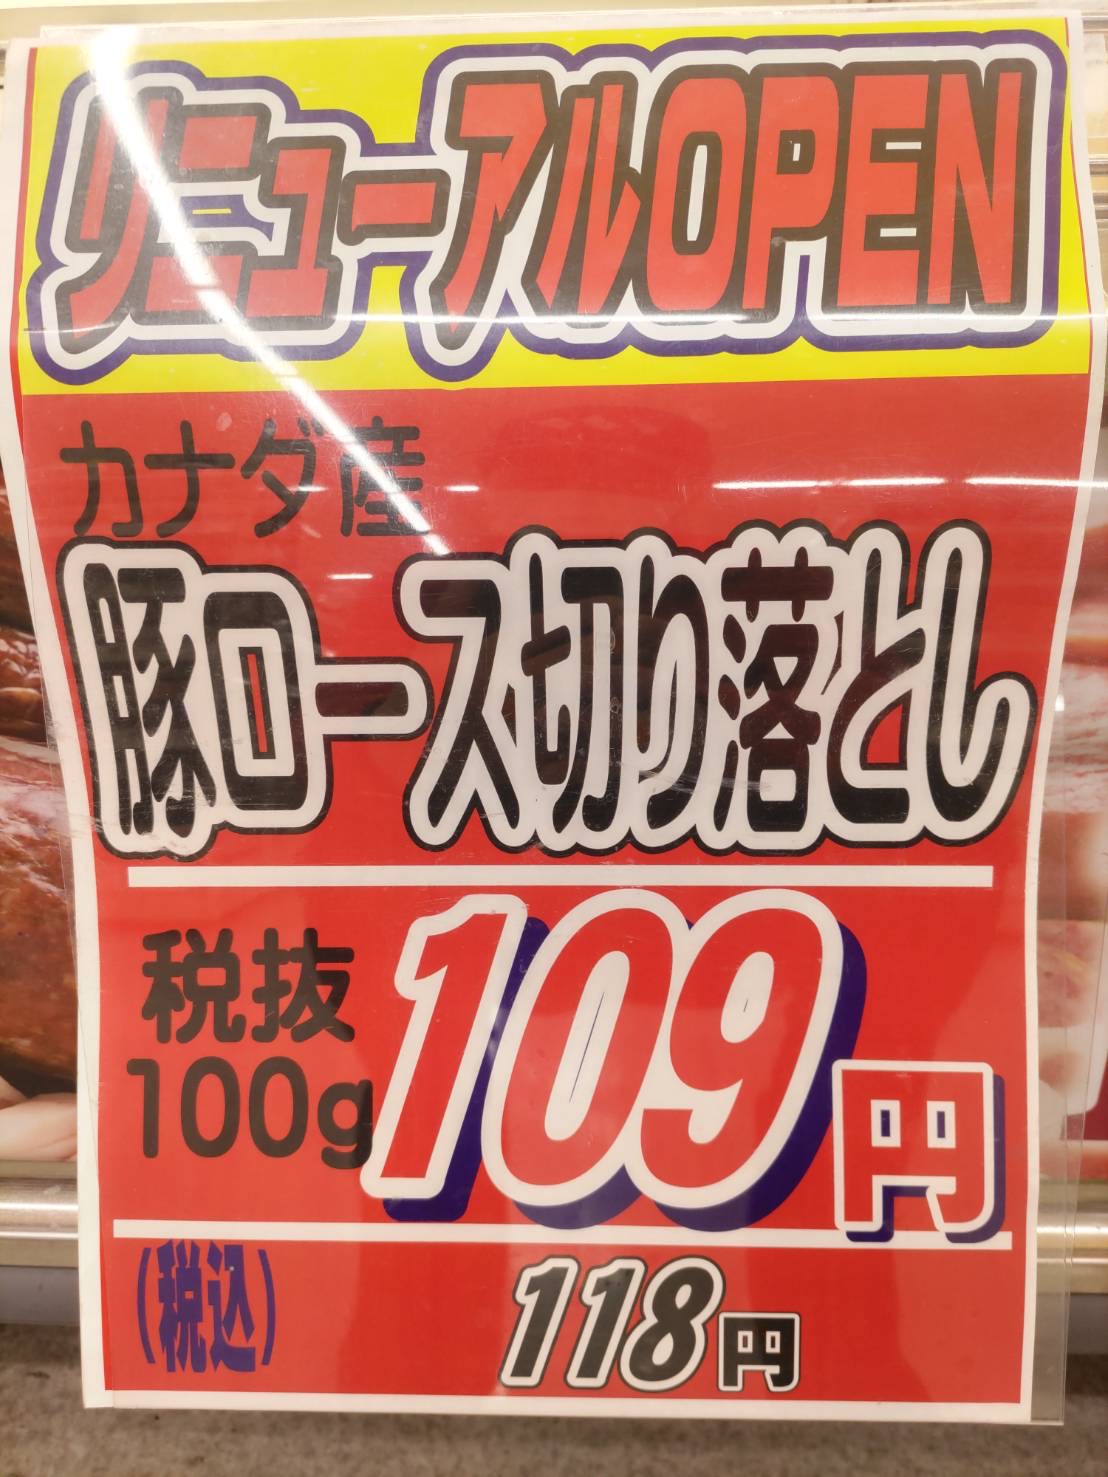 リニューアルOPEN
カナダ産
豚ロース切り落とし
税抜
100g
109円
(税込)
118円